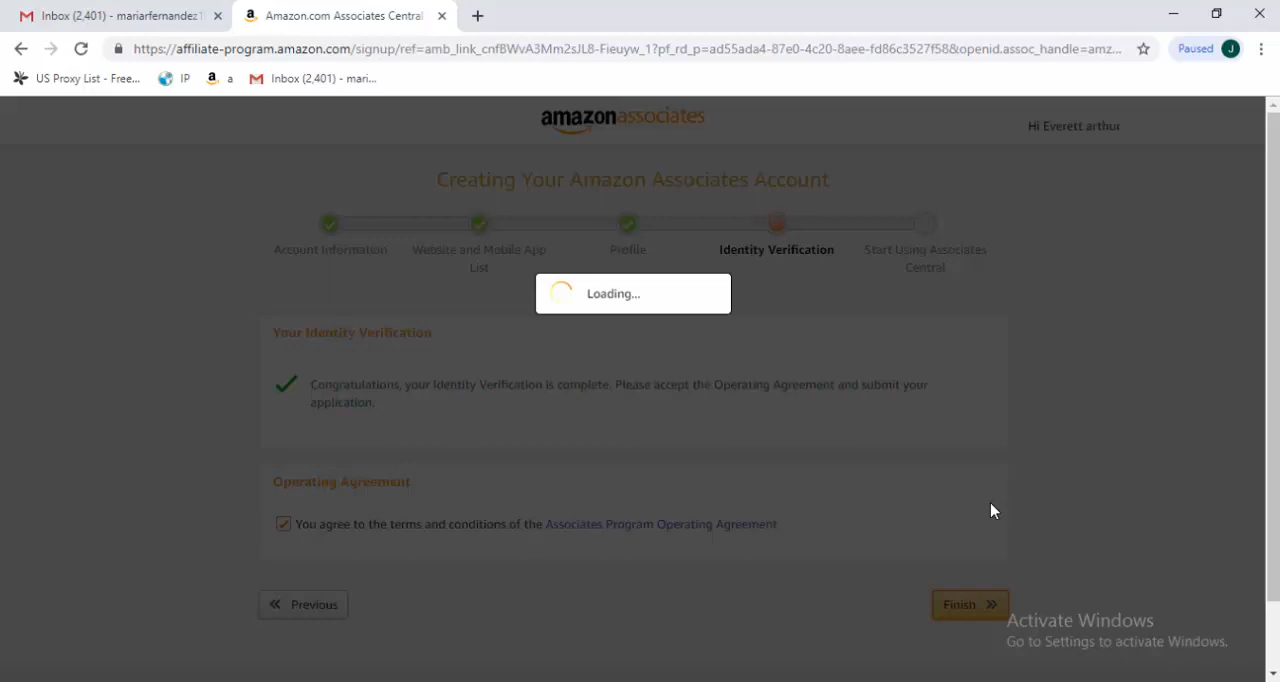 Inbox (2,401) - mariarfernandez1
Amazon.com Associates Central
https://affiliate-program.amazon.com/signup/ref=amb_link_cnf8WvA3Mm2sJL8-Fieuyw_1?pf_rd_p=ad55ada4-87e0-4c20-8aee-fd86c3527f58&openid.assoc_handle=amz...
Paused J
US Proxy List - Free... IP a Inbox (2,401) - mari...
amazonassociates
Hi Everett arthur
Creating Your Amazon Associates Account
Account Information
Website and Mobile App
List
Profile
Identity Verification
Start Using Associates
Central
Loading...
Your Identity Verification
Congratulations, your Identity Verification is complete. Please accept the Operating Agreement and submit your
application.
Operating Agreement
You agree to the terms and conditions of the Associates Program Operating Agreement
Previous
Finish
Activate Windows
Go to Settings to activate Windows.